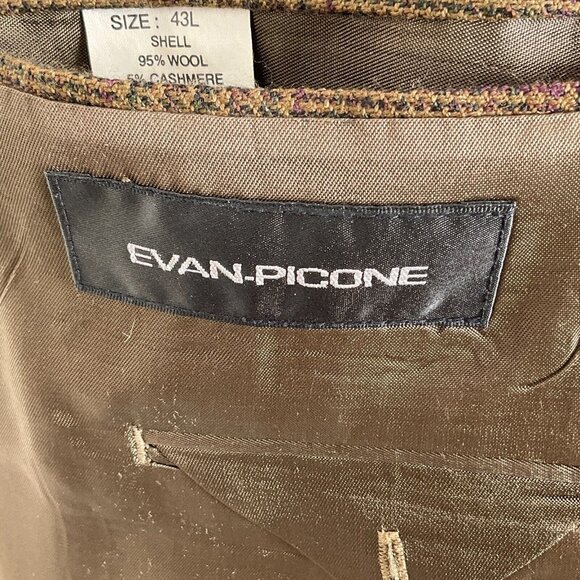 SIZE: 43L
SHELL
95% WOOL
5% CASHMERE
EVAN-PICONE